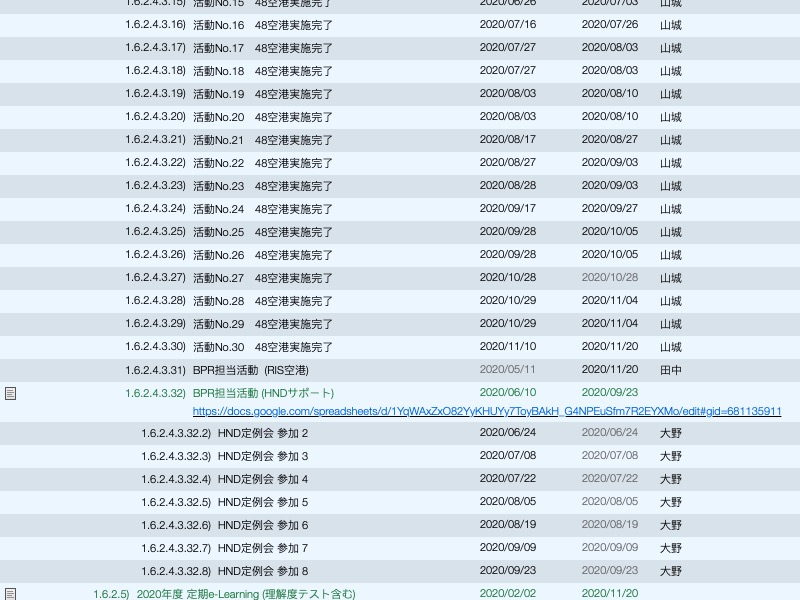 1.6.2.4.3.15) 活動No.15 48空港実施完了 2020/06/26 2020/07/03 山城
1.6.2.4.3.16) 活動No.16 48空港実施完了 2020/07/16 2020/07/26 山城
1.6.2.4.3.17) 活動No.17 48空港実施完了 2020/07/27 2020/08/03 山城
1.6.2.4.3.18) 活動No.18 48空港実施完了 2020/07/27 2020/08/03 山城
1.6.2.4.3.19) 活動No.19 48空港実施完了 2020/08/03 2020/08/10 山城
1.6.2.4.3.20) 活動No.20 48空港実施完了 2020/08/03 2020/08/10 山城
1.6.2.4.3.21) 活動No.21 48空港実施完了 2020/08/17 2020/08/27 山城
1.6.2.4.3.22) 活動No.22 48空港実施完了 2020/08/27 2020/09/03 山城
1.6.2.4.3.23) 活動No.23 48空港実施完了 2020/08/28 2020/09/03 山城
1.6.2.4.3.24) 活動No.24 48空港実施完了 2020/09/17 2020/09/27 山城
1.6.2.4.3.25) 活動No.25 48空港実施完了 2020/09/28 2020/10/05 山城
1.6.2.4.3.26) 活動No.26 48空港実施完了 2020/09/28 2020/10/05 山城
1.6.2.4.3.27) 活動No.27 48空港実施完了 2020/10/28 2020/10/28 山城
1.6.2.4.3.28) 活動No.28 48空港実施完了 2020/10/29 2020/11/04 山城
1.6.2.4.3.29) 活動No.29 48空港実施完了 2020/10/29 2020/11/04 山城
1.6.2.4.3.30) 活動No.30 48空港実施完了 2020/11/10 2020/11/20 山城
1.6.2.4.3.31) BPR担当活動 (RIS空港) 2020/05/11 2020/11/20 田中
1.6.2.4.3.32) BPR担当活動 (HNDサポート) 2020/06/10 2020/09/23
https://docs.google.com/spreadsheets/d/1YqWAxZxO82YyKHUYy7ToyBAkH_G4NPEuSfm7R2EYXMo/edit#gid=681135911
1.6.2.4.3.32.2) HND定例会 参加 2 2020/06/24 2020/06/24 大野
1.6.2.4.3.32.3) HND定例会 参加 3 2020/07/08 2020/07/08 大野
1.6.2.4.3.32.4) HND定例会 参加 4 2020/07/22 2020/07/22 大野
1.6.2.4.3.32.5) HND定例会 参加 5 2020/08/05 2020/08/05 大野
1.6.2.4.3.32.6) HND定例会 参加 6 2020/08/19 2020/08/19 大野
1.6.2.4.3.32.7) HND定例会 参加 7 2020/09/09 2020/09/09 大野
1.6.2.4.3.32.8) HND定例会 参加 8 2020/09/23 2020/09/23 大野
1.6.2.5) 2020年度 定期e-Learning (理解度テスト含む) 2020/02/02 2020/11/20